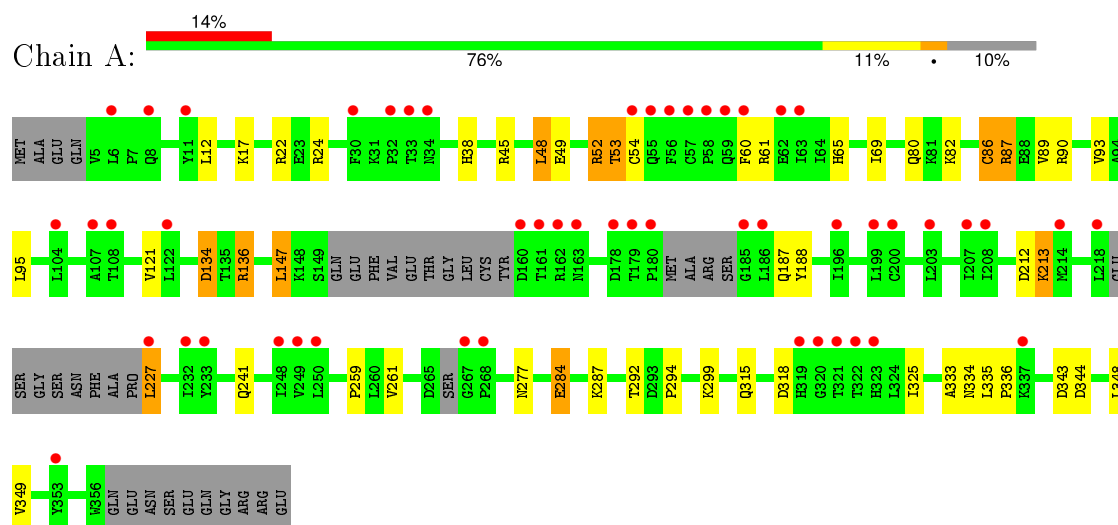 14%
Chain A:
76% 11% • 10%
MET ALA GLU GLN V5 L6 P7 Q8 Y11 L12 K17 R22 E23 R24 F30 K31 P32 T33 N34 H38 R45 L48 E49 R52 T53 C54 Q55 F56 C57 P58 Q59 F60 R61 E62 I63 I64 H65 I69 Q80 K81 K82 C86 R87 E88 V89 R90 V93 A94
L95 L104 A107 T108 V121 L122 D134 T135 R136 L147 K148 S149 GLN GLU PHE VAL GLU THR GLY LEU CYS TYR D160 T161 R162 N163 D178 T179 P180 MET ALA ARG SER G185 L186 Q187 Y188 I196 L199 C200 L203 I207 I208 D212 K213 M214 L218 GLU
SER GLY SER ASN PHE ALA PRO L227 I232 Y233 Q241 I248 V249 L250 P259 L260 V261 D265 SER G267 P268 N277 E284 K287 T292 D293 P294 K299 Q315 D318 H319 G320 T321 T322 H323 L324 I325 A333 N334 L335 P336 K337 D343 D344 L348
V349 Y353 W356 GLN GLU ASN SER GLU GLN GLY ARG ARG GLU